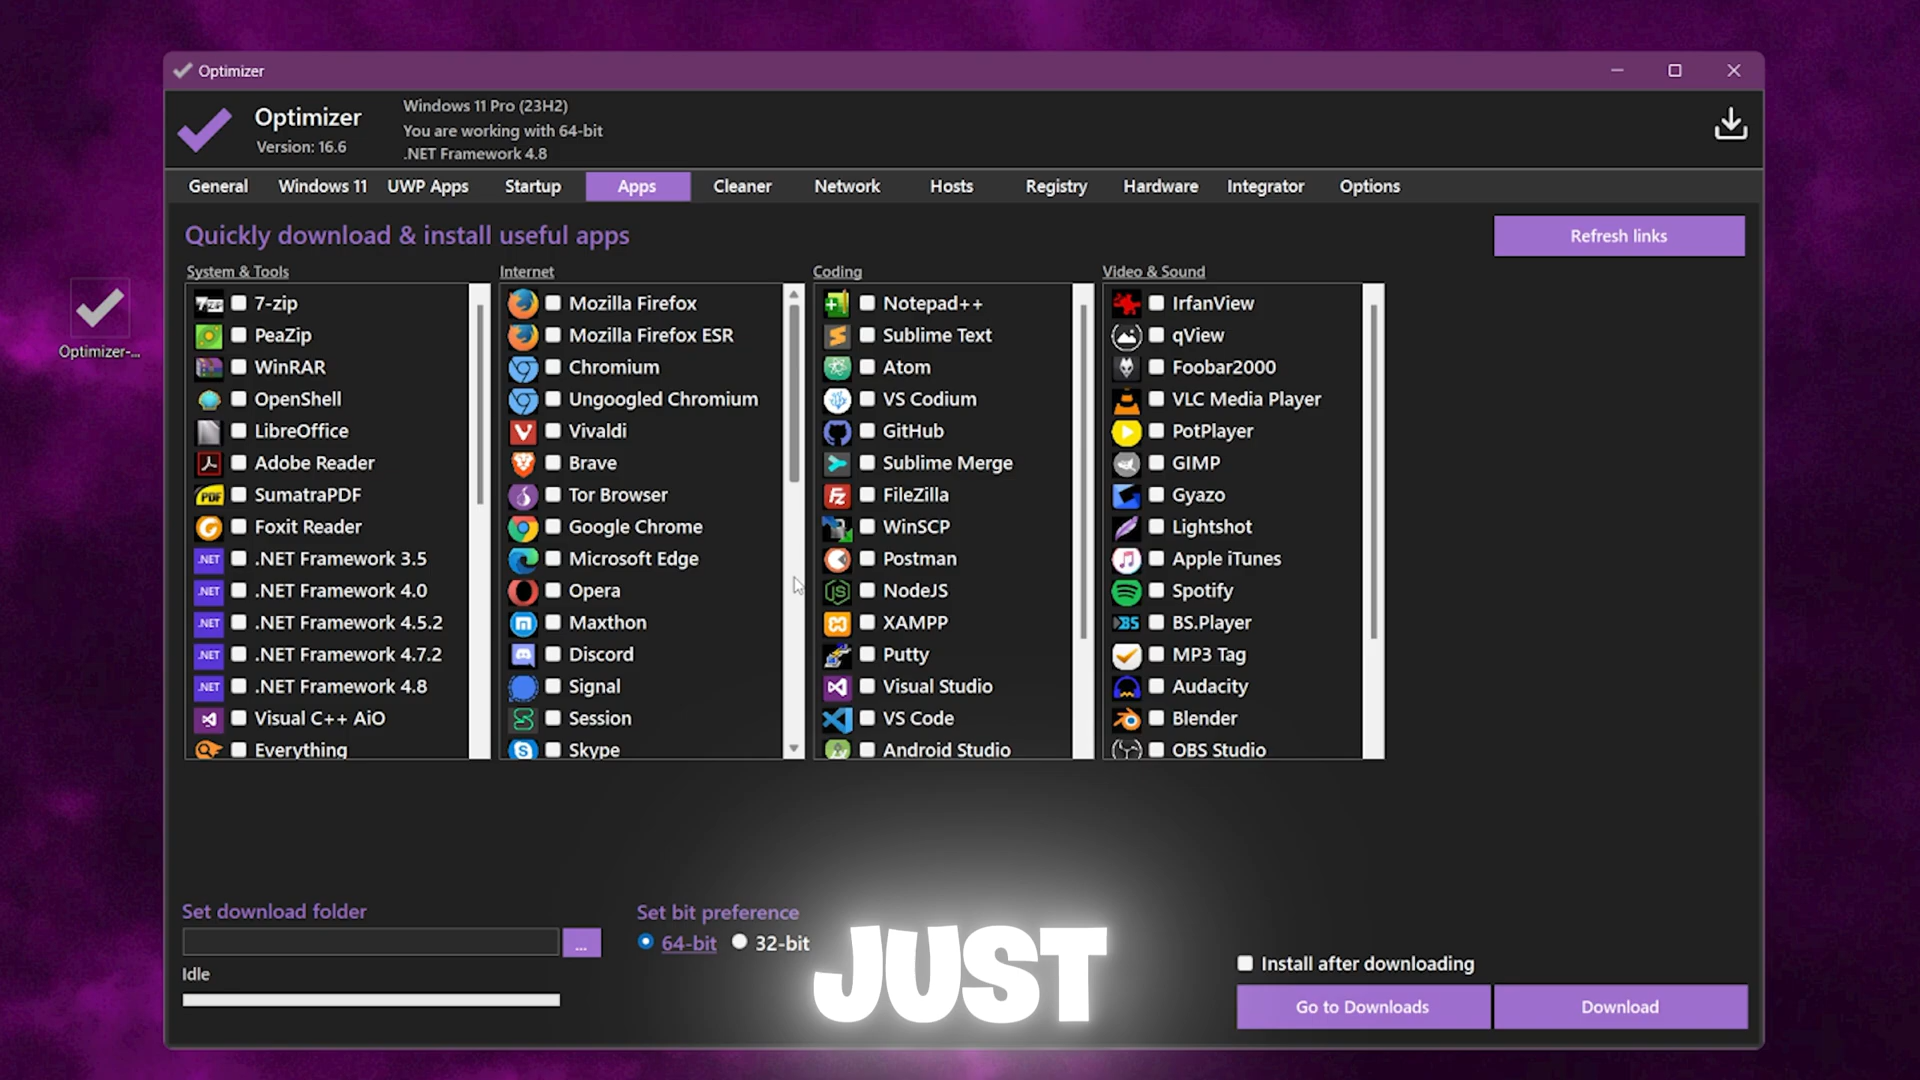 Optimizer
Optimizer
Version: 16.6
Windows 11 Pro (23H2)
You are working with 64-bit
.NET Framework 4.8
General Windows 11 UWP Apps Startup Apps Cleaner Network Hosts Registry Hardware Integrator Options
Quickly download & install useful apps
Refresh links
System & Tools
7-zip
PeaZip
WinRAR
OpenShell
LibreOffice
Adobe Reader
SumatraPDF
Foxit Reader
.NET Framework 3.5
.NET Framework 4.0
.NET Framework 4.5.2
.NET Framework 4.7.2
.NET Framework 4.8
Visual C++ AiO
Everything
Internet
Mozilla Firefox
Mozilla Firefox ESR
Chromium
Ungoogled Chromium
Vivaldi
Brave
Tor Browser
Google Chrome
Microsoft Edge
Opera
Maxthon
Discord
Signal
Session
Skype
Coding
Notepad++
Sublime Text
Atom
VS Codium
GitHub
Sublime Merge
FileZilla
WinSCP
Postman
NodeJS
XAMPP
Putty
Visual Studio
VS Code
Android Studio
Video & Sound
IrfanView
qView
Foobar2000
VLC Media Player
PotPlayer
GIMP
Gyazo
Lightshot
Apple iTunes
Spotify
BS.Player
MP3 Tag
Audacity
Blender
OBS Studio
Optimizer-...
Set download folder
...
Idle
Set bit preference
64-bit 32-bit
JUST
Install after downloading
Go to Downloads
Download